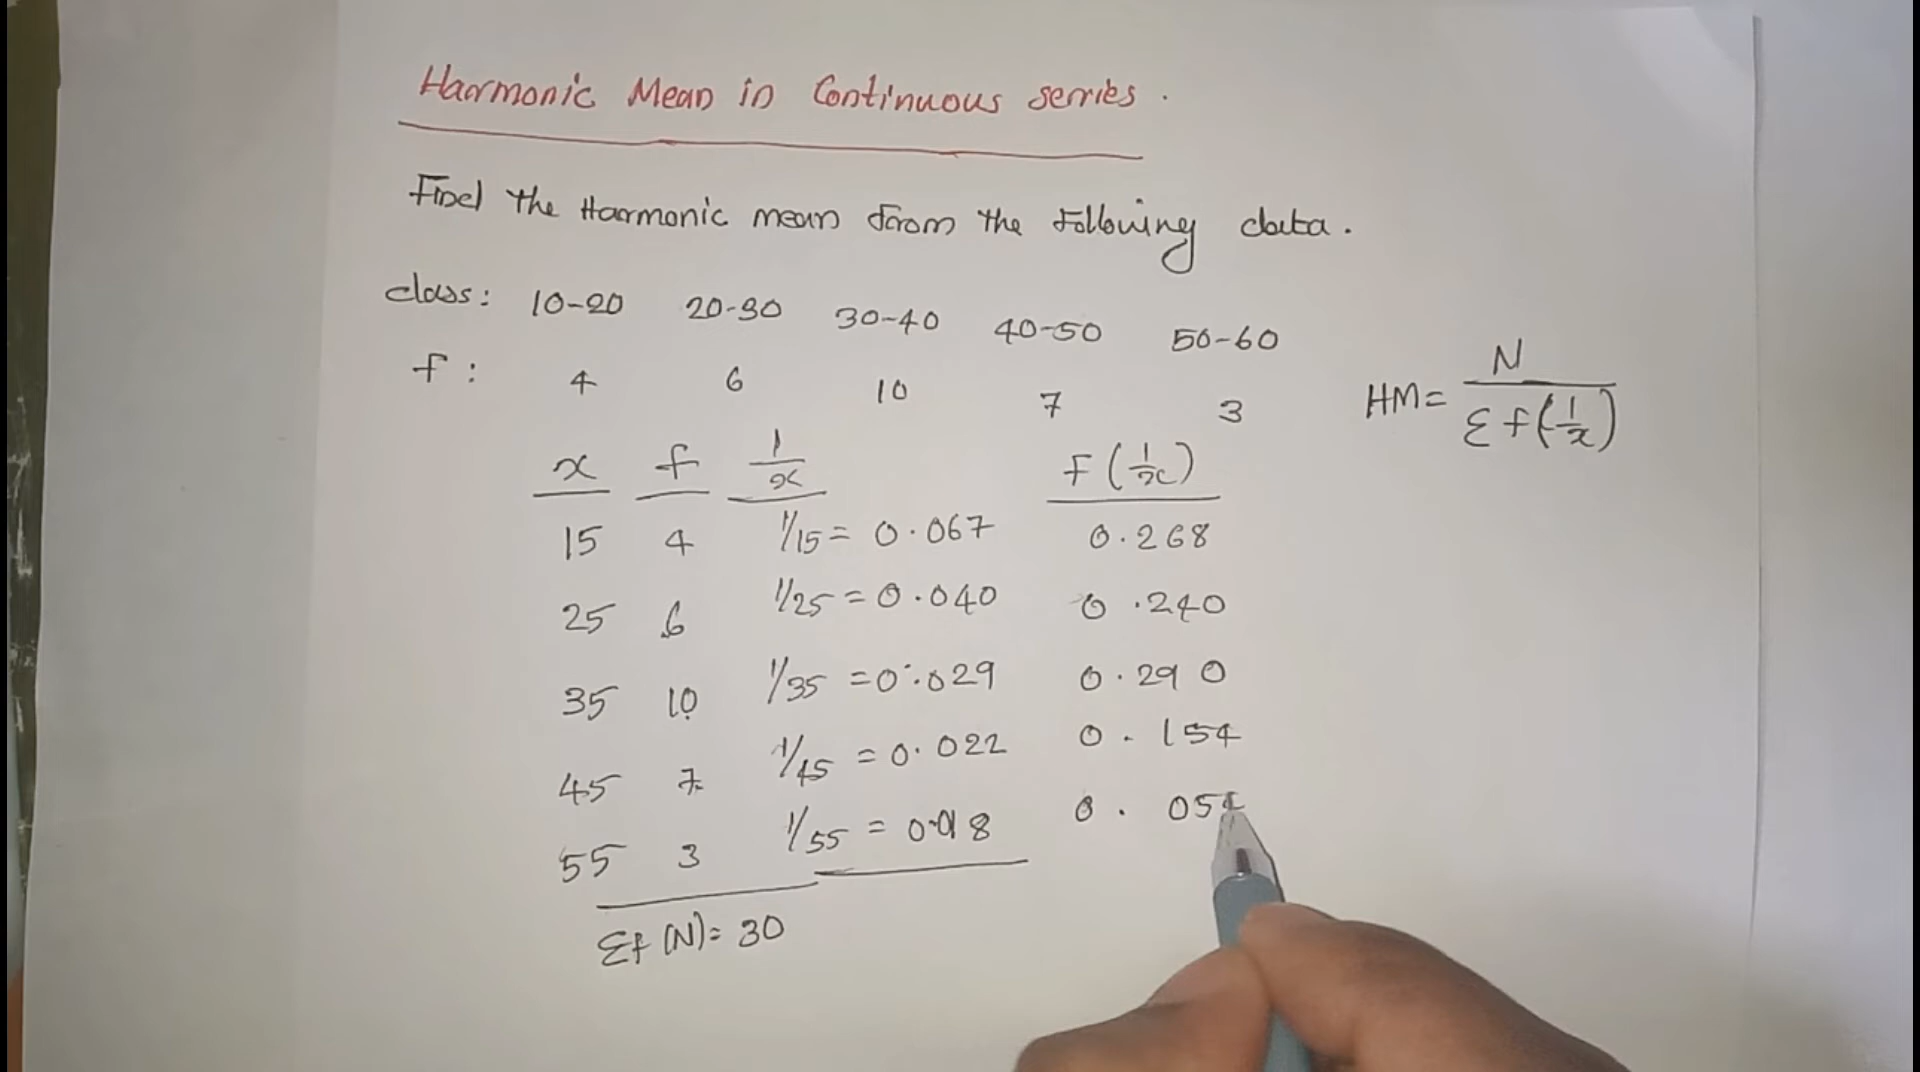 Harmonic Mean in Continuous series.
Find the Harmonic mean from the following data.
class: 10-20 20-30 30-40 40-50 50-60
f: 4 6 10 7 3
HM = N / Σf(1/x)
x f 1/x F(1/x)
15 4 1/15 = 0.067 0.268
25 6 1/25 = 0.040 0.240
35 10 1/35 = 0.029 0.290
45 7 1/45 = 0.022 0.154
55 3 1/55 = 0.018 0.054
Σf (N) = 30